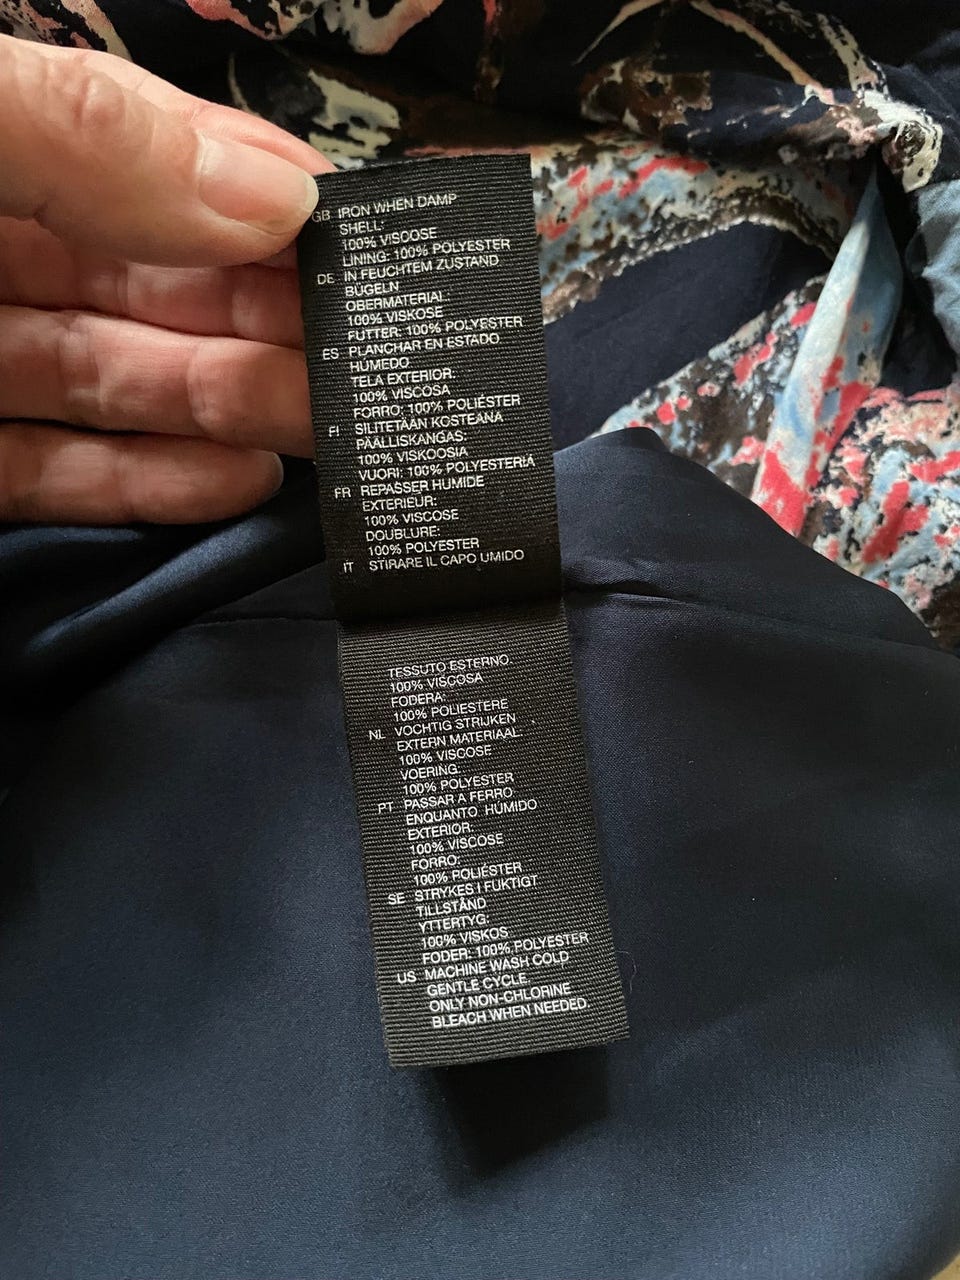 GB IRON WHEN DAMP
SHELL:
100% VISCOSE
LINING: 100% POLYESTER
DE IN FEUCHTEM ZUSTAND
BÜGELN
OBERMATERIAL:
100% VISKOSE
FUTTER: 100% POLYESTER
ES PLANCHAR EN ESTADO
HÚMEDO
TELA EXTERIOR:
100% VISCOSA
FORRO: 100% POLIÉSTER
FI SILITETÄÄN KOSTEANA
PÄÄLLISKANGAS:
100% VISKOOSIA
VUORI: 100% POLYESTERIÄ
FR REPASSER HUMIDE
EXTERIEUR:
100% VISCOSE
DOUBLURE:
100% POLYESTER
IT STIRARE IL CAPO UMIDO
TESSUTO ESTERNO:
100% VISCOSA
FODERA:
100% POLIESTERE
NL VOCHTIG STRIJKEN
EXTERN MATERIAAL:
100% VISCOSE
VOERING:
100% POLYESTER
PT PASSAR A FERRO
ENQUANTO HÚMIDO
EXTERIOR:
100% VISCOSE
FORRO:
100% POLIÉSTER
SE STRYKES I FUKTIGT
TILLSTÅND
YTTERTYG:
100% VISKOS
FODER: 100% POLYESTER
US MACHINE WASH COLD
GENTLE CYCLE.
ONLY NON-CHLORINE
BLEACH WHEN NEEDED.